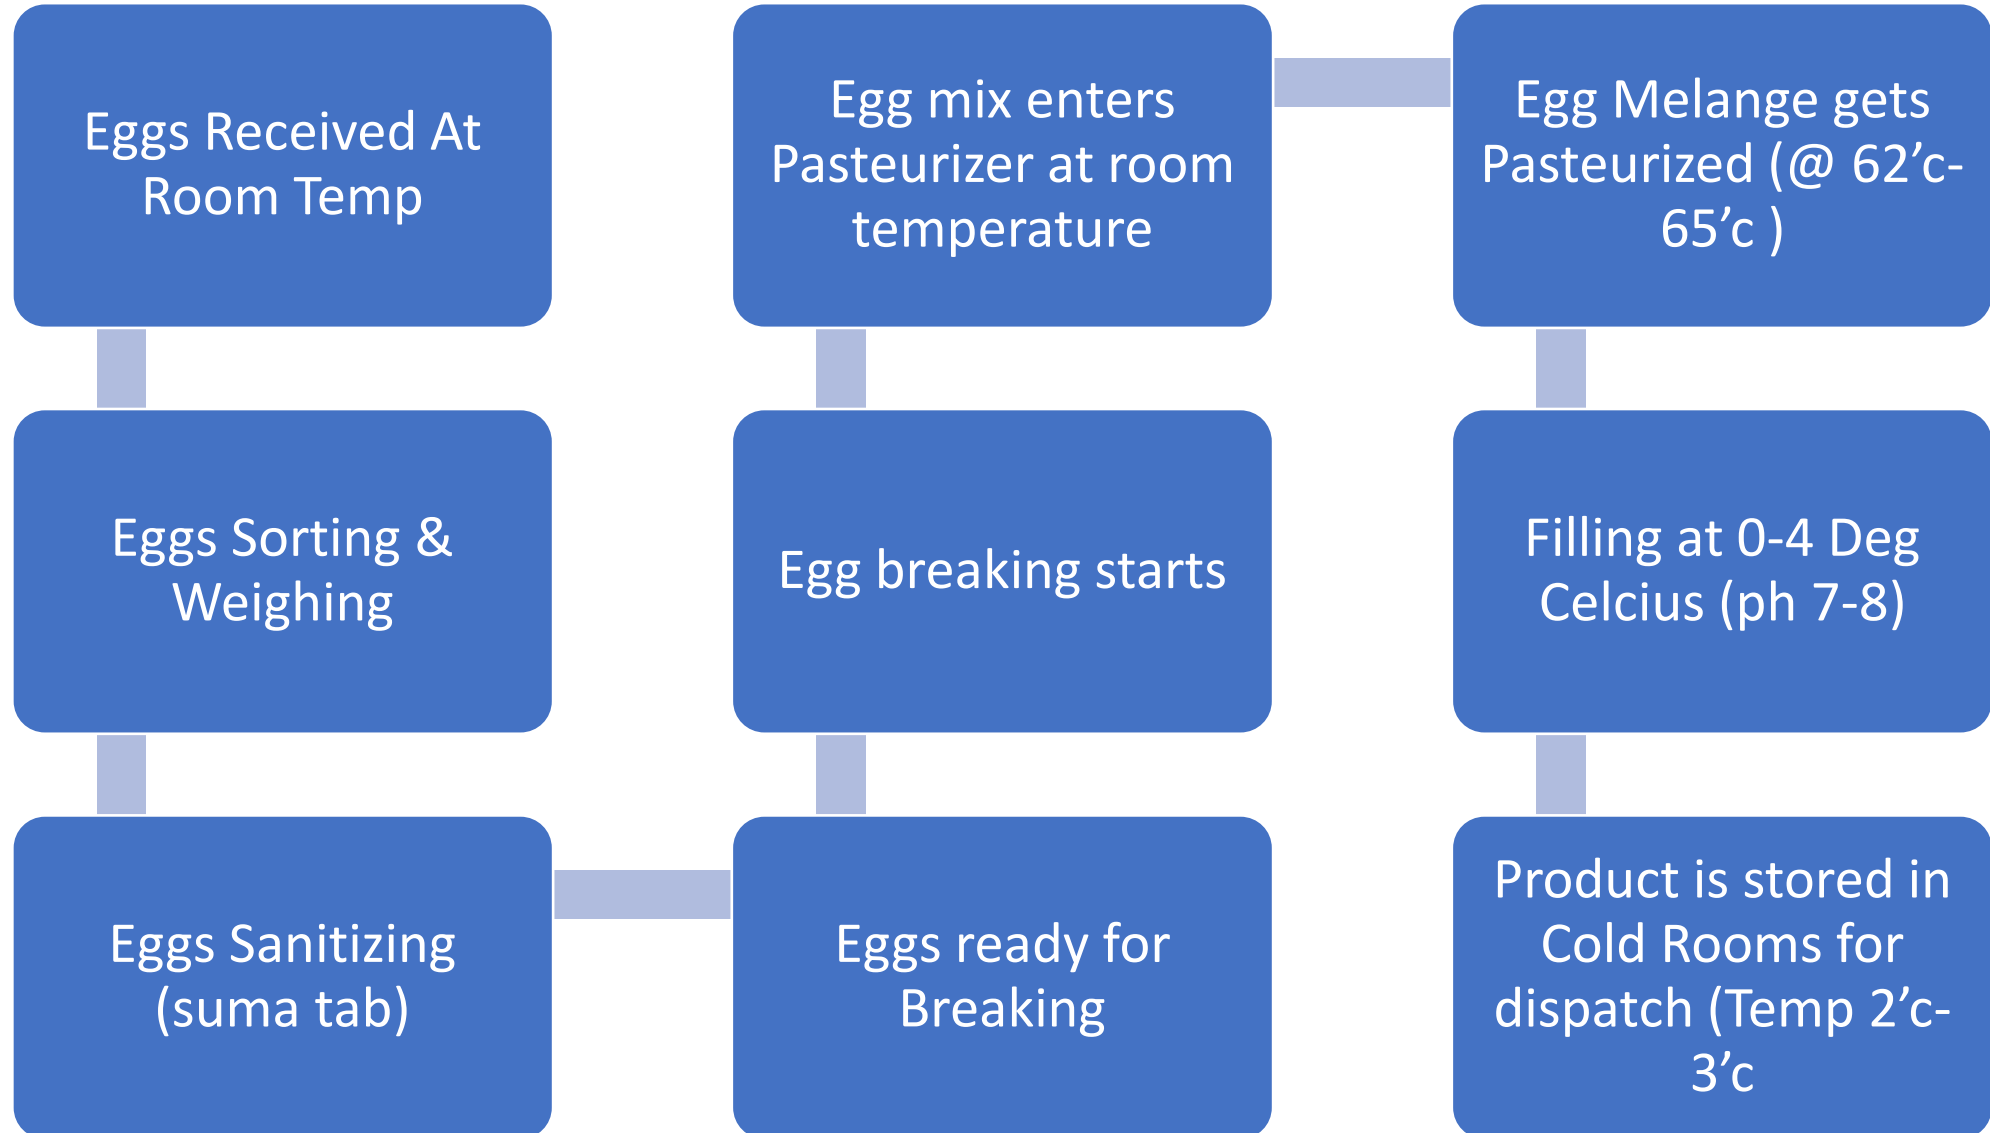 Eggs Received At
Room Temp
Eggs Sorting &
Weighing
Eggs Sanitizing
(suma tab)
Eggs ready for
Breaking
Egg breaking starts
Egg mix enters
Pasteurizer at room
temperature
Egg Melange gets
Pasteurized (@ 62’c-
65’c )
Filling at 0-4 Deg
Celcius (ph 7-8)
Product is stored in
Cold Rooms for
dispatch (Temp 2’c-
3’c